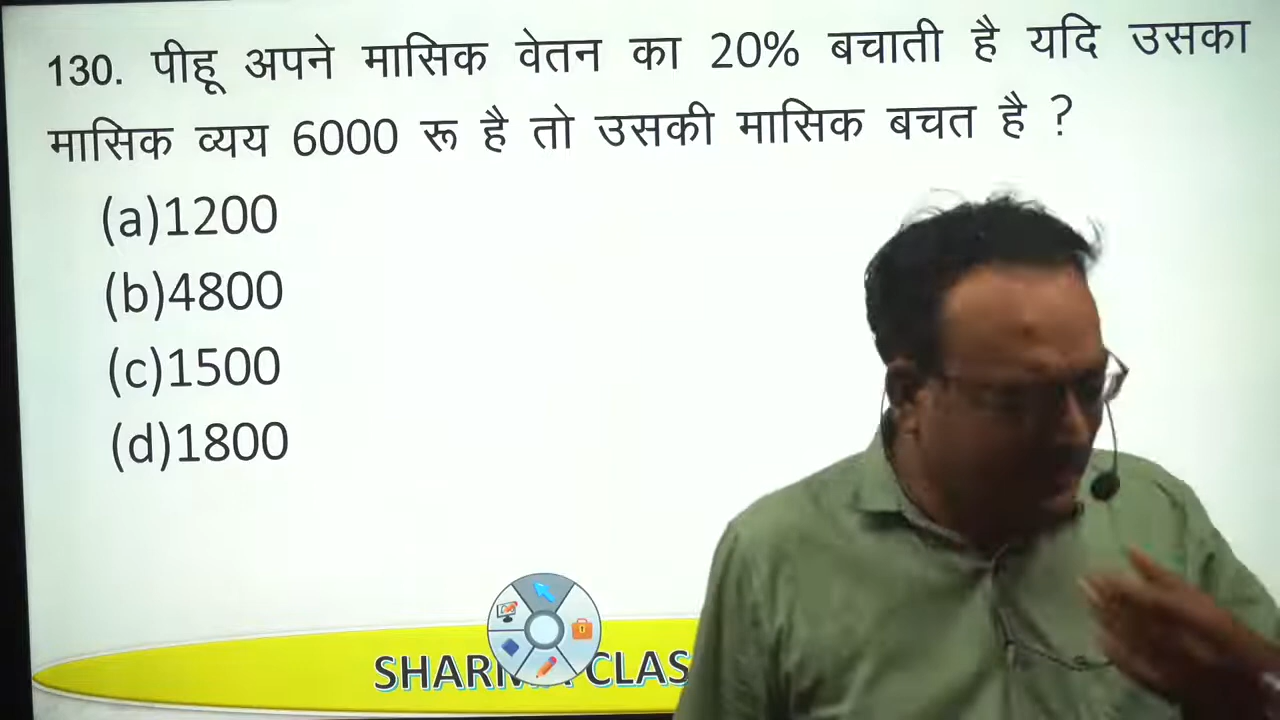 130. पीहू अपने मासिक वेतन का 20% बचाती है यदि उसका
मासिक व्यय 6000 रू है तो उसकी मासिक बचत है ?
(a)1200
(b)4800
(c)1500
(d)1800